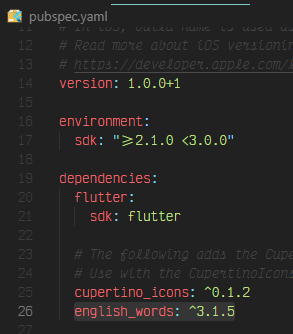 pubspec.yaml
11 # in iOS, build name is used as
12 # Read more about iOS versionin
13 # https://developer.apple.com/l
14 version: 1.0.0+1
15
16 environment:
17 sdk: "≥2.1.0 <3.0.0"
18
19 dependencies:
20 flutter:
21 sdk: flutter
22
23 # The following adds the Cupe
24 # Use with the CupertinoIcons
25 cupertino_icons: ^0.1.2
26 english_words: ^3.1.5